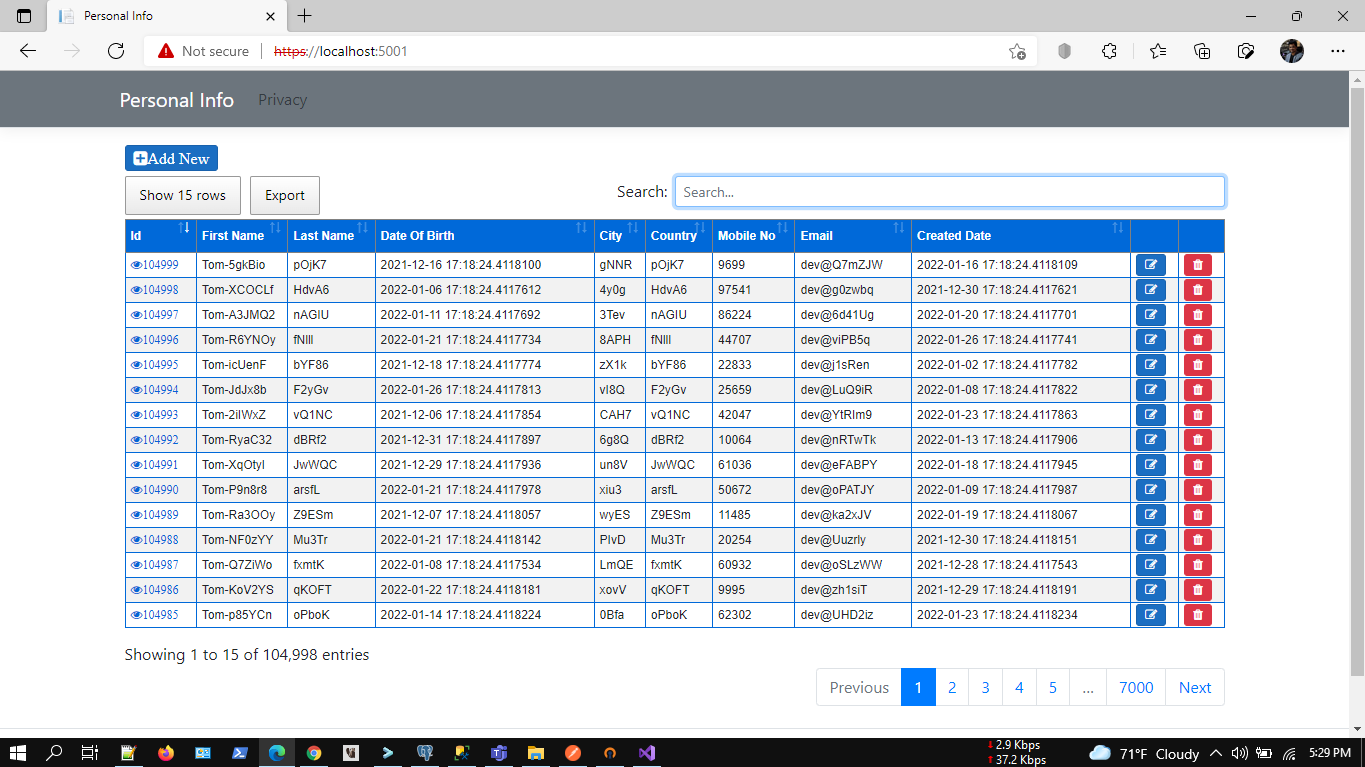 Personal Info
Not secure https://localhost:5001
Personal Info Privacy
Add New
Show 15 rows Export Search: Search...
Id First Name Last Name Date Of Birth City Country Mobile No Email Created Date
104999 Tom-5gkBio pOjK7 2021-12-16 17:18:24.4118100 gNNR pOjK7 9699 dev@Q7mZJW 2022-01-16 17:18:24.4118109
104998 Tom-XCOCLf HdvA6 2022-01-06 17:18:24.4117612 4y0g HdvA6 97541 dev@g0zwbq 2021-12-30 17:18:24.4117621
104997 Tom-A3JMQ2 nAGIU 2022-01-11 17:18:24.4117692 3Tev nAGIU 86224 dev@6d41Ug 2022-01-20 17:18:24.4117701
104996 Tom-R6YNOy fNlll 2022-01-21 17:18:24.4117734 8APH fNlll 44707 dev@viPB5q 2022-01-26 17:18:24.4117741
104995 Tom-icUenF bYF86 2021-12-18 17:18:24.4117774 zX1k bYF86 22833 dev@j1sRen 2022-01-02 17:18:24.4117782
104994 Tom-JdJx8b F2yGv 2022-01-26 17:18:24.4117813 vI8Q F2yGv 25659 dev@LuQ9iR 2022-01-08 17:18:24.4117822
104993 Tom-2iIWxZ vQ1NC 2021-12-06 17:18:24.4117854 CAH7 vQ1NC 42047 dev@YtRIm9 2022-01-23 17:18:24.4117863
104992 Tom-RyaC32 dBRf2 2021-12-31 17:18:24.4117897 6g8Q dBRf2 10064 dev@nRTwTk 2022-01-13 17:18:24.4117906
104991 Tom-XqOtyI JwWQC 2021-12-29 17:18:24.4117936 un8V JwWQC 61036 dev@eFABPY 2022-01-18 17:18:24.4117945
104990 Tom-P9n8r8 arsfL 2022-01-21 17:18:24.4117978 xiu3 arsfL 50672 dev@oPATJY 2022-01-09 17:18:24.4117987
104989 Tom-Ra3OOy Z9ESm 2021-12-07 17:18:24.4118057 wyES Z9ESm 11485 dev@ka2xJV 2022-01-19 17:18:24.4118067
104988 Tom-NF0zYY Mu3Tr 2022-01-21 17:18:24.4118142 PIvD Mu3Tr 20254 dev@Uuzrly 2021-12-30 17:18:24.4118151
104987 Tom-Q7ZiWo fxmtK 2022-01-08 17:18:24.4117534 LmQE fxmtK 60932 dev@oSLzWW 2021-12-28 17:18:24.4117543
104986 Tom-KoV2YS qKOFT 2022-01-22 17:18:24.4118181 xovV qKOFT 9995 dev@zh1siT 2021-12-29 17:18:24.4118191
104985 Tom-p85YCn oPboK 2022-01-14 17:18:24.4118224 0Bfa oPboK 62302 dev@UHD2iz 2022-01-23 17:18:24.4118234
Showing 1 to 15 of 104,998 entries
Previous 1 2 3 4 5 ... 7000 Next
2.9 Kbps
37.2 Kbps
71°F Cloudy 5:29 PM